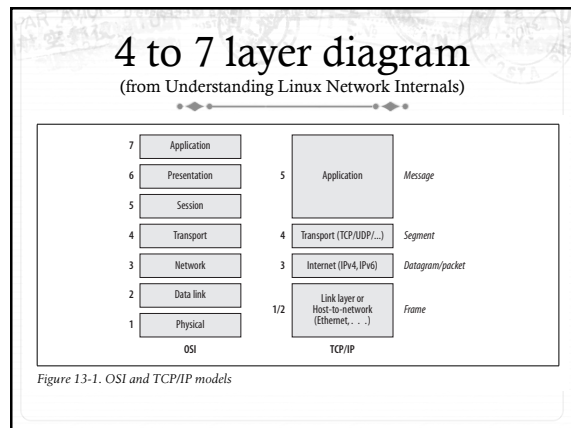 4 to 7 layer diagram
(from Understanding Linux Network Internals)
7 Application
6 Presentation
5 Session
4 Transport
3 Network
2 Data link
1 Physical
OSI
5 Application Message
4 Transport (TCP/UDP/...) Segment
3 Internet (IPv4, IPv6) Datagram/packet
1/2 Link layer or
Host-to-network
(Ethernet, . . .) Frame
TCP/IP
Figure 13-1. OSI and TCP/IP models